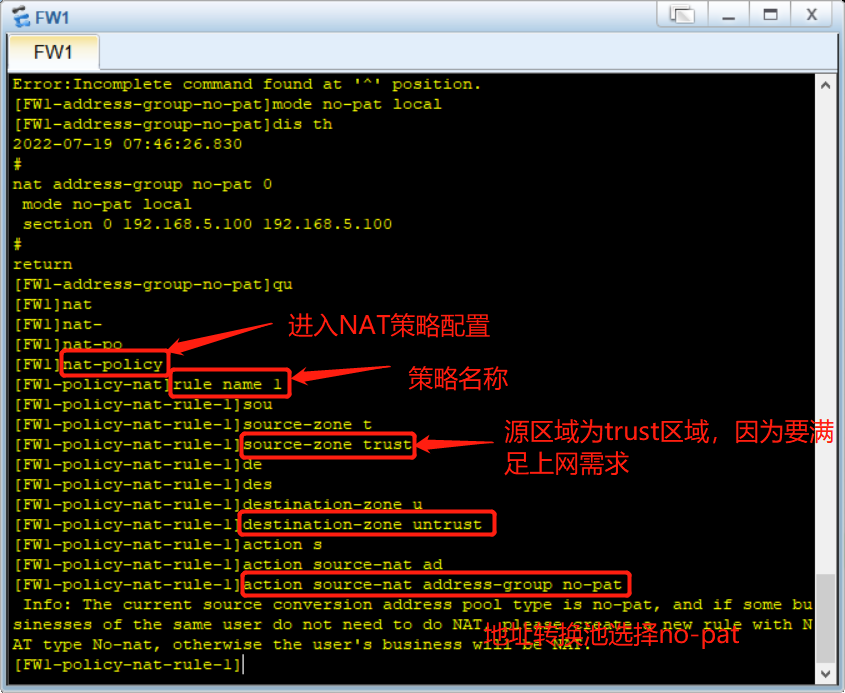 FW1
FW1
Error:Incomplete command found at '^' position.
[FW1-address-group-no-pat]mode no-pat local
[FW1-address-group-no-pat]dis th
2022-07-19 07:46:26.830
#
nat address-group no-pat 0
mode no-pat local
section 0 192.168.5.100 192.168.5.100
#
return
[FW1-address-group-no-pat]qu
[FW1]nat
[FW1]nat-
[FW1]nat-po
进入NAT策略配置
[FW1]nat-policy
[FW1-policy-nat]rule name 1
策略名称
[FW1-policy-nat-rule-1]sou
[FW1-policy-nat-rule-1]source-zone t
[FW1-policy-nat-rule-1]source-zone trust
源区域为trust区域，因为要满
足上网需求
[FW1-policy-nat-rule-1]de
[FW1-policy-nat-rule-1]des
[FW1-policy-nat-rule-1]destination-zone u
[FW1-policy-nat-rule-1]destination-zone untrust
[FW1-policy-nat-rule-1]action s
[FW1-policy-nat-rule-1]action source-nat ad
[FW1-policy-nat-rule-1]action source-nat address-group no-pat
Info: The current source conversion address pool type is no-pat, and if some bu
sinesses of the same user do not need to do NAT, please create a new rule with N
AT type No-nat, otherwise the user's business will be NAT.
地址转换池选择no-pat
[FW1-policy-nat-rule-1]